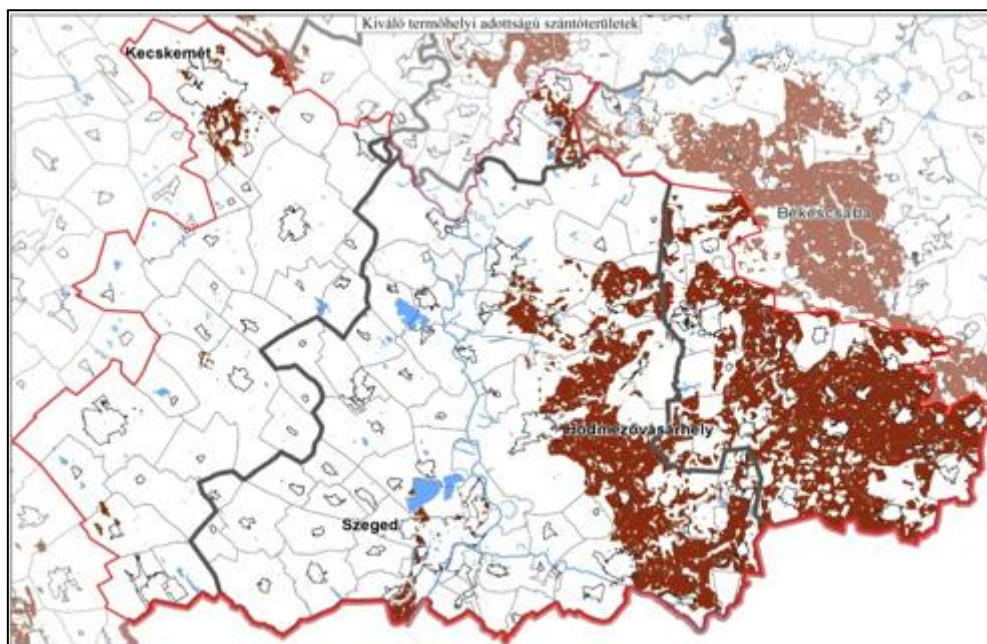 Kiváló termőhelyi adottságú szántóterületek
Kecskemét
Békéscsaba
Hódmezővásárhely
Szeged